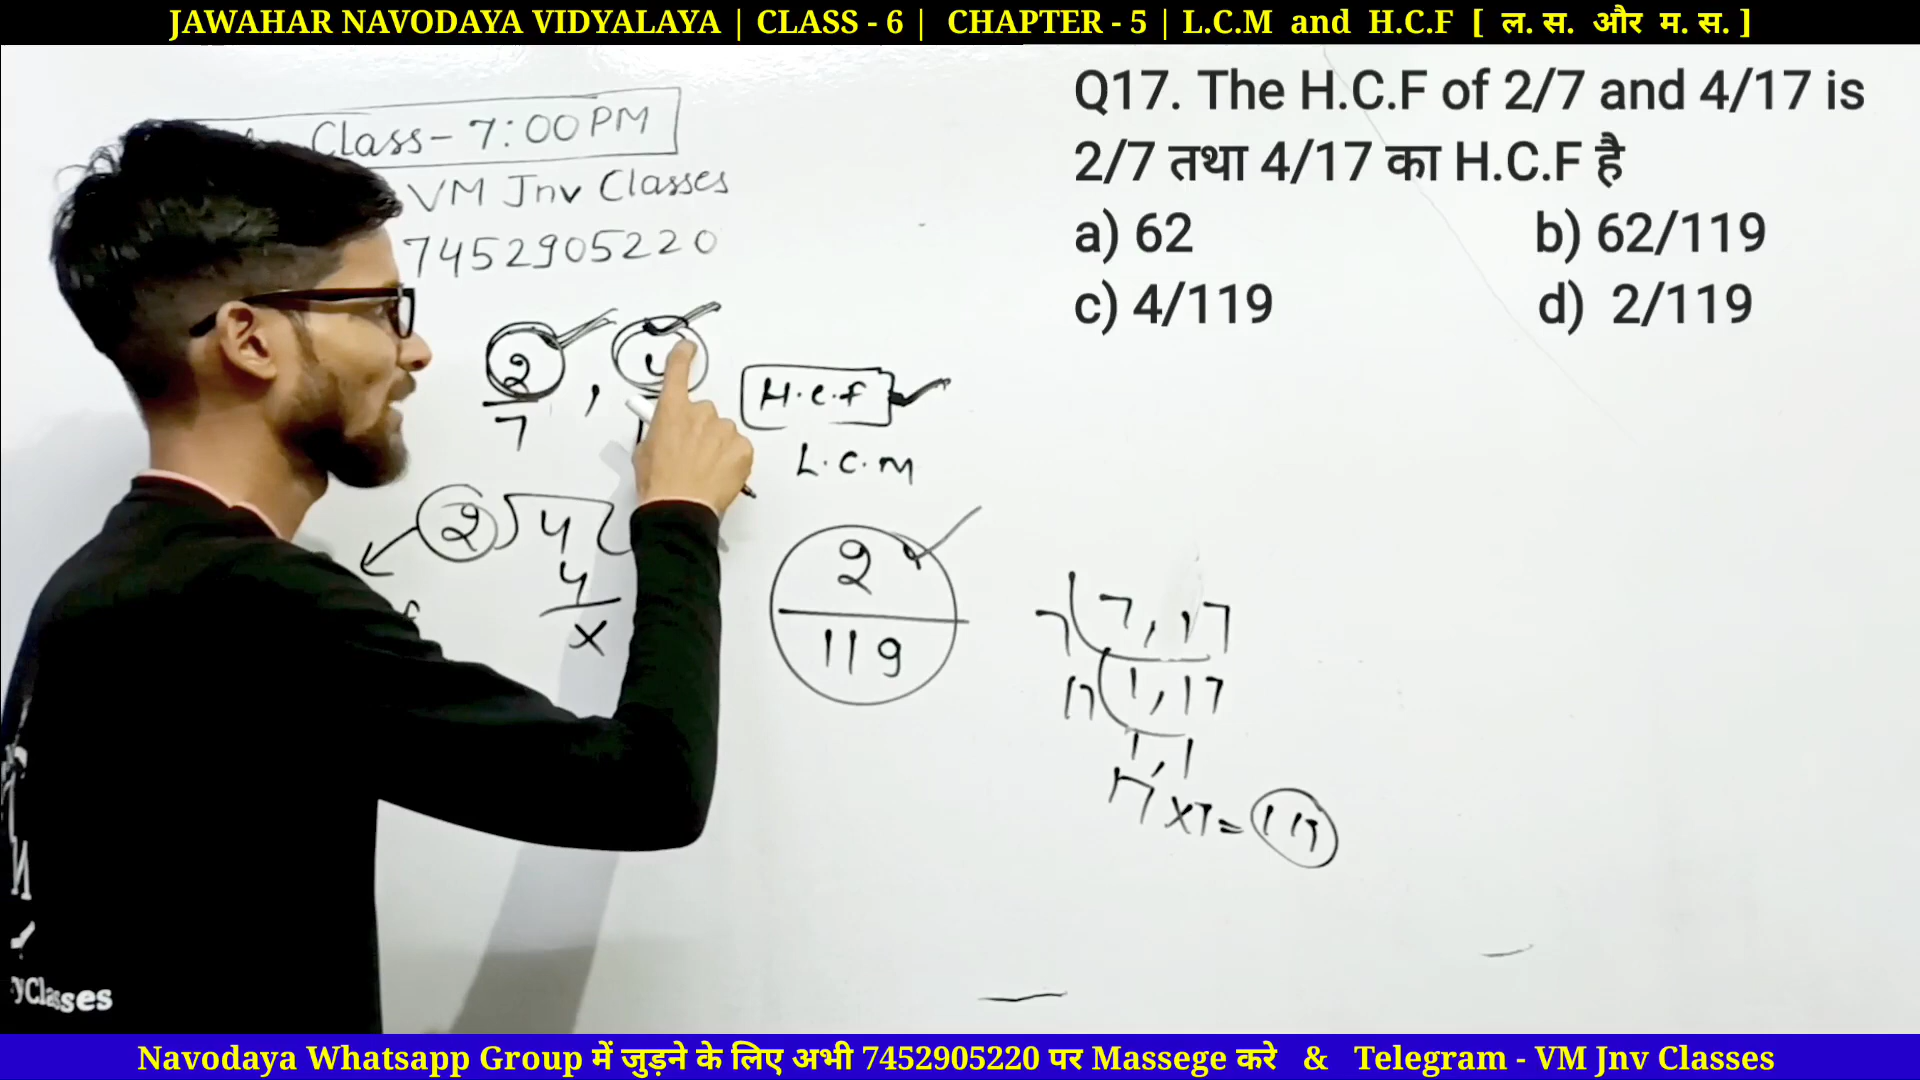 JAWAHAR NAVODAYA VIDYALAYA | CLASS - 6 | CHAPTER - 5 | L.C.M and H.C.F [ ल. स. और म. स. ]
Q17. The H.C.F of 2/7 and 4/17 is
2/7 तथा 4/17 का H.C.F है
a) 62 b) 62/119
c) 4/119 d) 2/119
Class - 7:00 PM
VM Jnv Classes
7452905220
2 ,
7
H.C.f
L.C.M
2 4
4
x
2
119
7 7, 17
17 1, 17
1, 1
17 x 7 = 119
yClasses
Navodaya Whatsapp Group में जुड़ने के लिए अभी 7452905220 पर Massege करे & Telegram - VM Jnv Classes